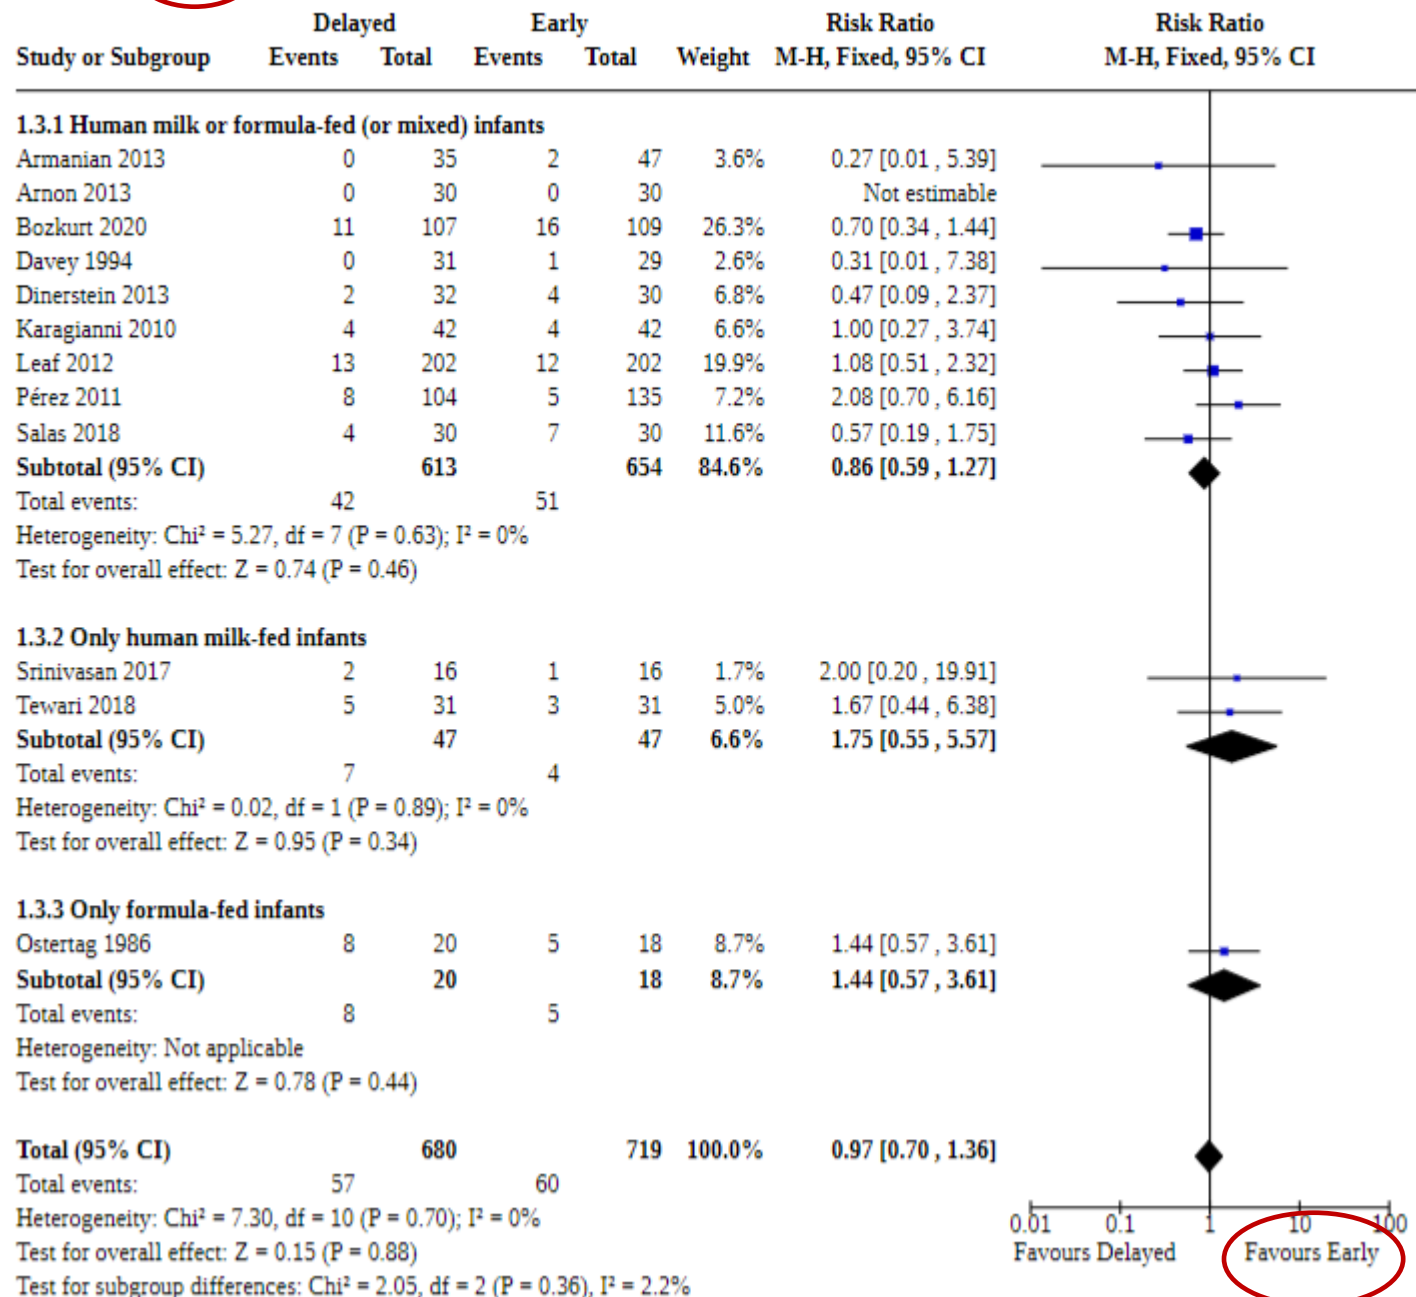 Delayed Early Risk Ratio Risk Ratio
Study or Subgroup Events Total Events Total Weight M-H, Fixed, 95% CI M-H, Fixed, 95% CI
1.3.1 Human milk or formula-fed (or mixed) infants
Armanian 2013 0 35 2 47 3.6% 0.27 [0.01 , 5.39]
Arnon 2013 0 30 0 30 Not estimable
Bozkurt 2020 11 107 16 109 26.3% 0.70 [0.34 , 1.44]
Davey 1994 0 31 1 29 2.6% 0.31 [0.01 , 7.38]
Dinerstein 2013 2 32 4 30 6.8% 0.47 [0.09 , 2.37]
Karagianni 2010 4 42 4 42 6.6% 1.00 [0.27 , 3.74]
Leaf 2012 13 202 12 202 19.9% 1.08 [0.51 , 2.32]
Pérez 2011 8 104 5 135 7.2% 2.08 [0.70 , 6.16]
Salas 2018 4 30 7 30 11.6% 0.57 [0.19 , 1.75]
Subtotal (95% CI) 613 654 84.6% 0.86 [0.59 , 1.27]
Total events: 42 51
Heterogeneity: Chi² = 5.27, df = 7 (P = 0.63); I² = 0%
Test for overall effect: Z = 0.74 (P = 0.46)
1.3.2 Only human milk-fed infants
Srinivasan 2017 2 16 1 16 1.7% 2.00 [0.20 , 19.91]
Tewari 2018 5 31 3 31 5.0% 1.67 [0.44 , 6.38]
Subtotal (95% CI) 47 47 6.6% 1.75 [0.55 , 5.57]
Total events: 7 4
Heterogeneity: Chi² = 0.02, df = 1 (P = 0.89); I² = 0%
Test for overall effect: Z = 0.95 (P = 0.34)
1.3.3 Only formula-fed infants
Ostertag 1986 8 20 5 18 8.7% 1.44 [0.57 , 3.61]
Subtotal (95% CI) 20 18 8.7% 1.44 [0.57 , 3.61]
Total events: 8 5
Heterogeneity: Not applicable
Test for overall effect: Z = 0.78 (P = 0.44)
Total (95% CI) 680 719 100.0% 0.97 [0.70 , 1.36]
Total events: 57 60
Heterogeneity: Chi² = 7.30, df = 10 (P = 0.70); I² = 0%
0.01 0.1 1 10 100
Test for overall effect: Z = 0.15 (P = 0.88) Favours Delayed Favours Early
Test for subgroup differences: Chi² = 2.05, df = 2 (P = 0.36), I² = 2.2%